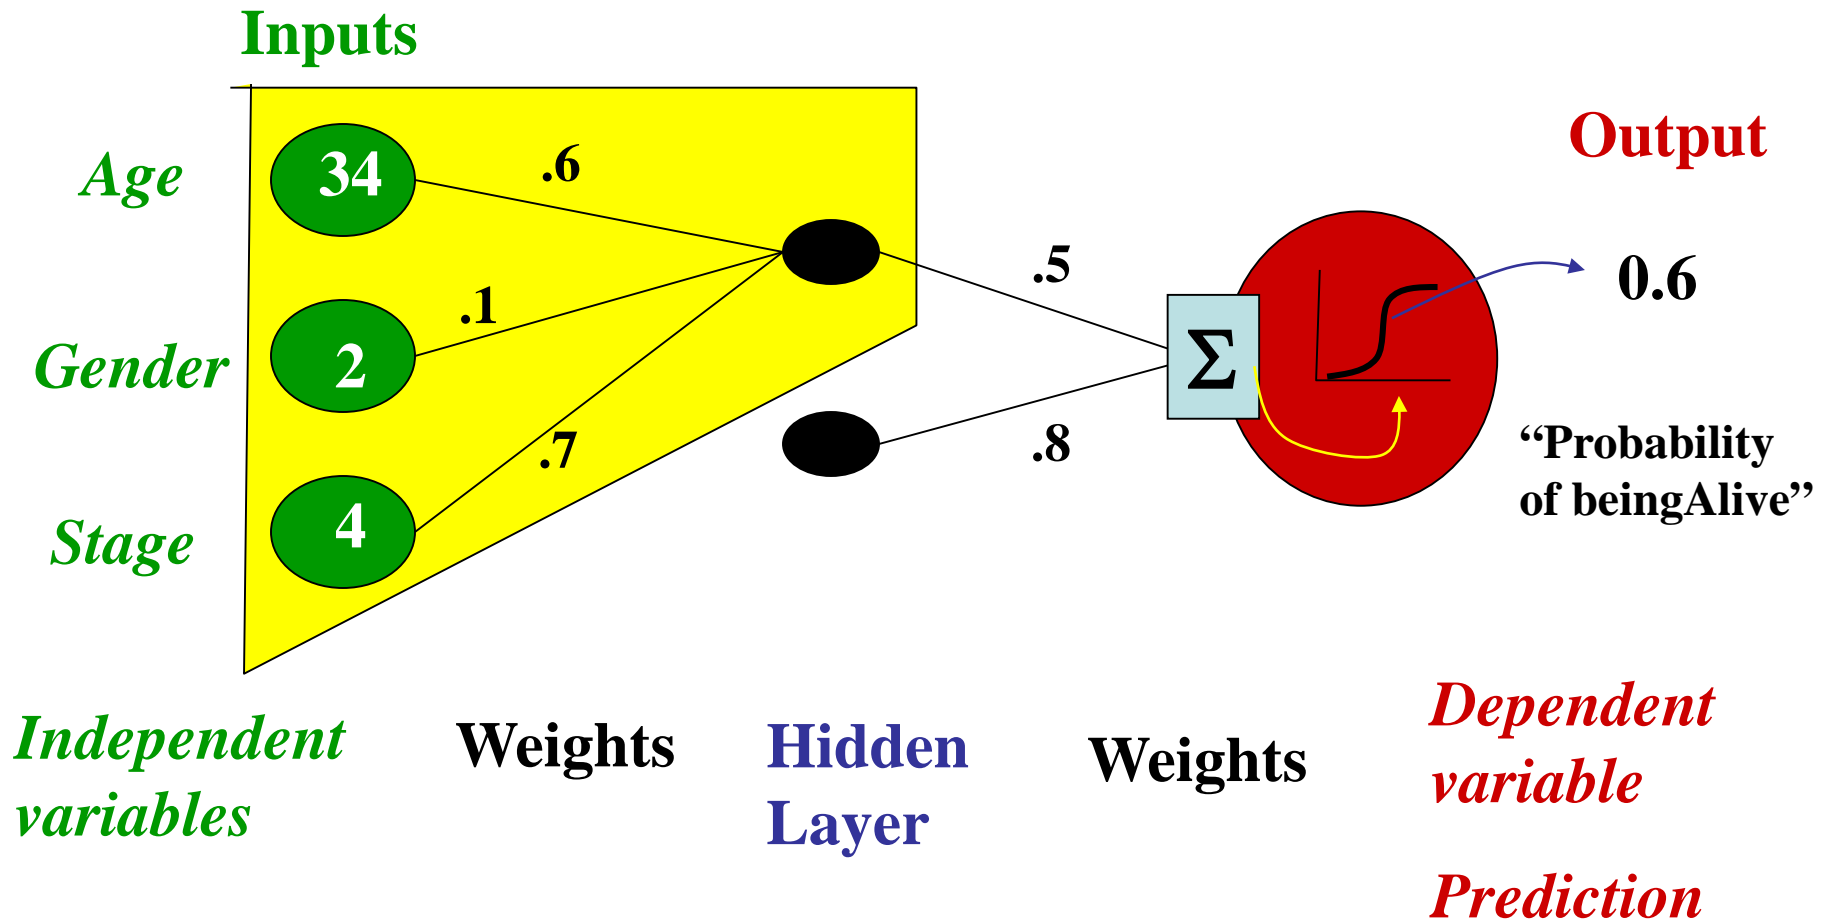 Inputs
Output
Age
34
.6
.5
0.6
Gender
2
.1
Σ
.8
“Probability
of beingAlive”
Stage
4
.7
Independent
variables
Weights
Hidden
Layer
Weights
Dependent
variable
Prediction